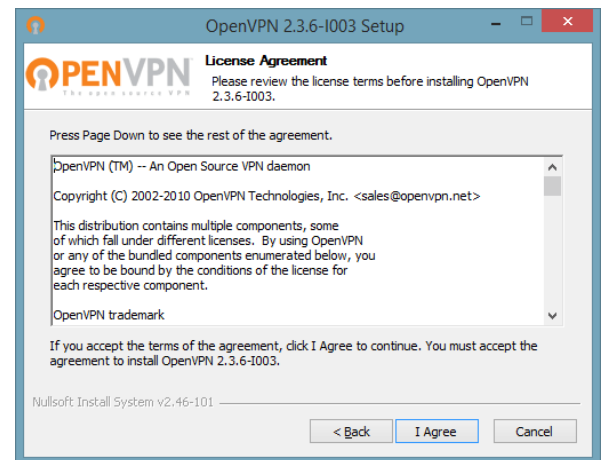 OpenVPN 2.3.6-I003 Setup
OPENVPN
The open source VPN
License Agreement
Please review the license terms before installing OpenVPN
2.3.6-I003.
Press Page Down to see the rest of the agreement.
OpenVPN (TM) -- An Open Source VPN daemon
Copyright (C) 2002-2010 OpenVPN Technologies, Inc. <sales@openvpn.net>
This distribution contains multiple components, some
of which fall under different licenses.  By using OpenVPN
or any of the bundled components enumerated below, you
agree to be bound by the conditions of the license for
each respective component.
OpenVPN trademark
If you accept the terms of the agreement, click I Agree to continue. You must accept the
agreement to install OpenVPN 2.3.6-I003.
Nullsoft Install System v2.46-101
< Back
I Agree
Cancel